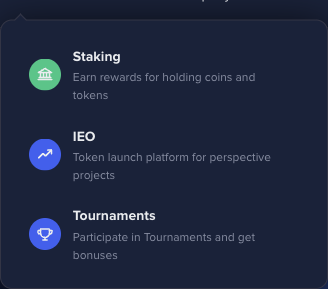 Staking
Earn rewards for holding coins and
tokens
IEO
Token launch platform for perspective
projects
Tournaments
Participate in Tournaments and get
bonuses